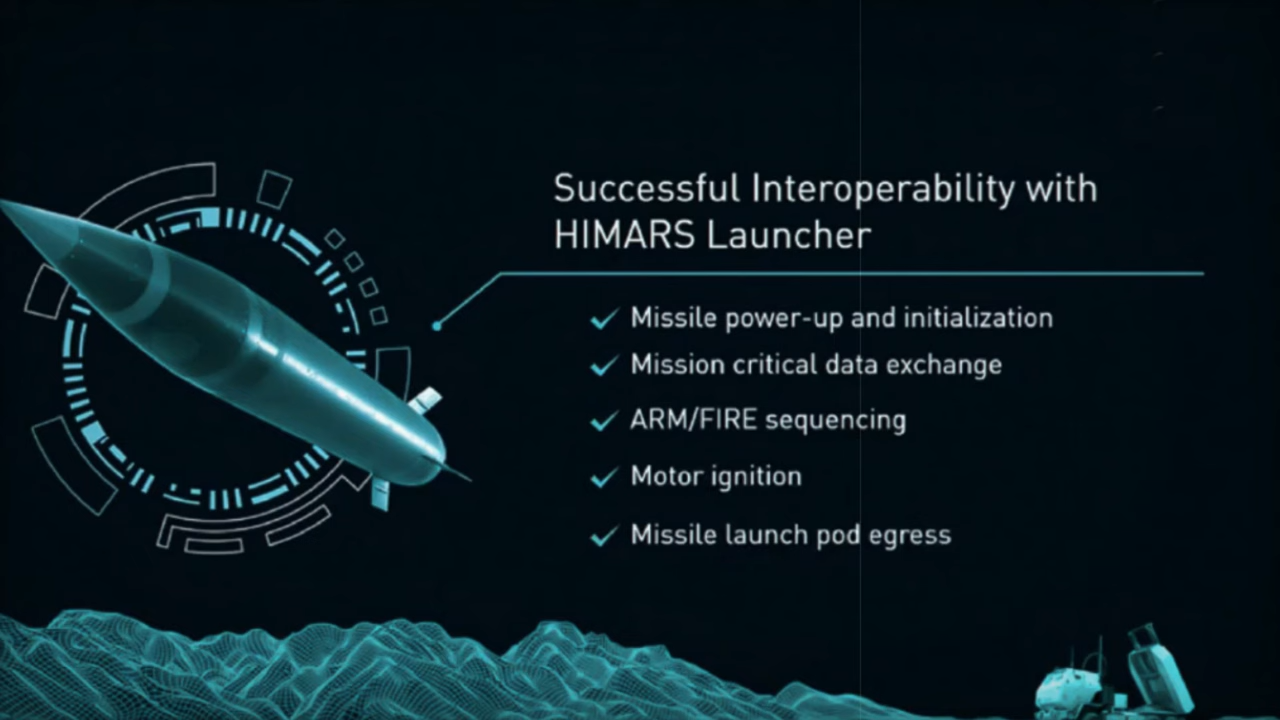 Successful Interoperability with
HIMARS Launcher
Missile power-up and initialization
Mission critical data exchange
ARM/FIRE sequencing
Motor ignition
Missile launch pod egress